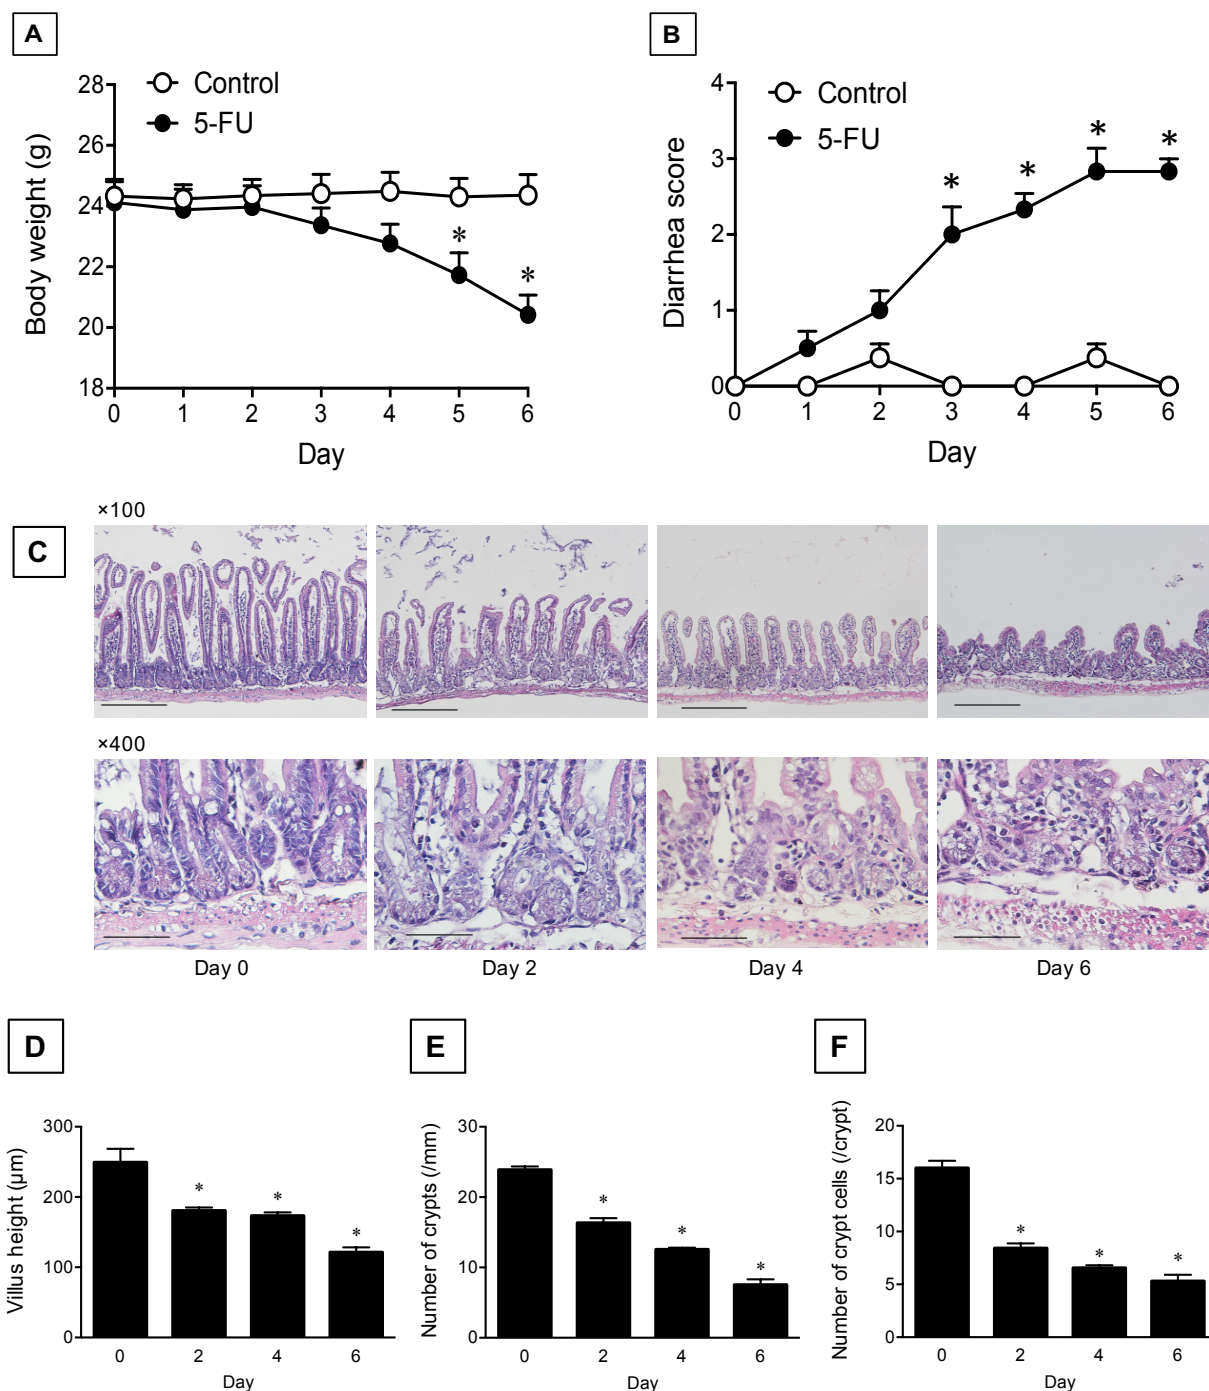 A
Control
5-FU
Body weight (g)
28
26
24
22
20
18
0 1 2 3 4 5 6
Day
* *
B
Control
5-FU
Diarrhea score
4
3
2
1
0
0 1 2 3 4 5 6
Day
* * * *
C
×100
×400
Day 0 Day 2 Day 4 Day 6
D
Villus height (μm)
300
200
100
0
* * *
0 2 4 6
Day
E
Number of crypts (/mm)
30
20
10
0
* * *
0 2 4 6
Day
F
Number of crypt cells (/crypt)
20
15
10
5
0
* * *
0 2 4 6
Day